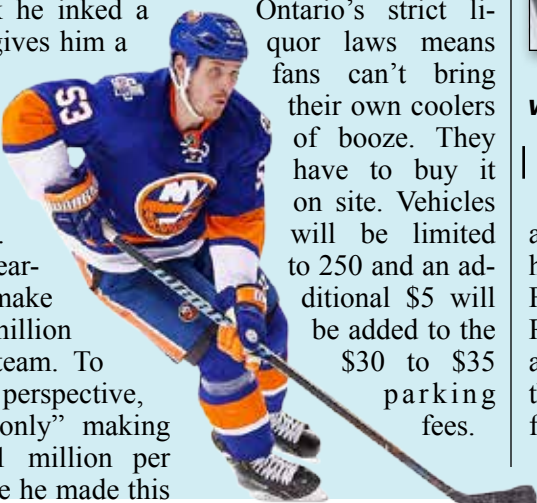 he inked a
gives him a
make
million
team. To
perspective,
only” making
million per
he made this
53
NY
Ontario’s strict li-
quor laws means
fans can’t bring
their own coolers
of booze. They
have to buy it
on site. Vehicles
will be limited
to 250 and an ad-
ditional $5 will
be added to the
$30 to $35
parking
fees.